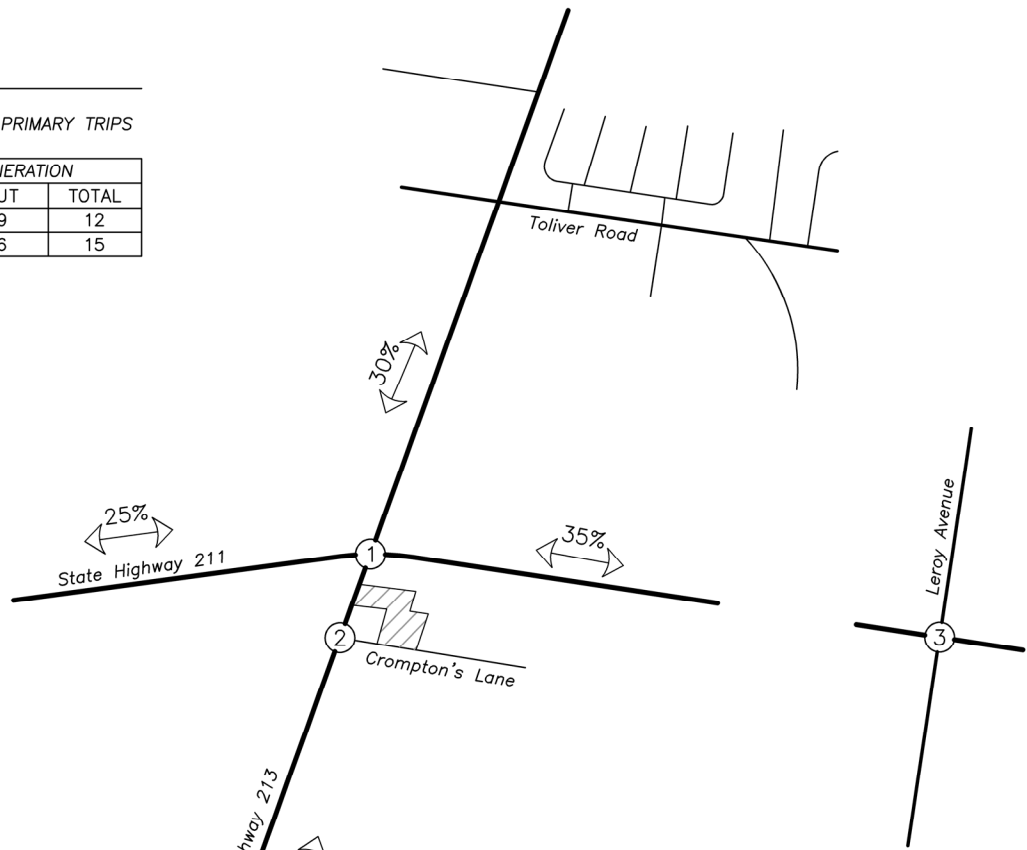 PRIMARY TRIPS
NERATION
UT TOTAL
9 12
6 15
Toliver Road
30%
25%
35%
State Highway 211
1
Leroy Avenue
2
3
Crompton's Lane
hway 213